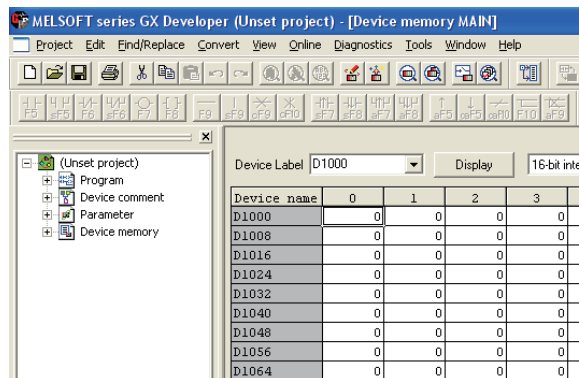 MELSOFT series GX Developer (Unset project) - [Device memory MAIN]
Project Edit Find/Replace Convert View Online Diagnostics Tools Window Help
F5 sF5 F6 sF6 F7 F8 F9 sF9 cF9 cF10 sF7 sF8 aF7 aF8 aF5 caF5 caF10 F10 aF9
(Unset project)
Program
Device comment
Parameter
Device memory
Device Label D1000 Display 16-bit inte
Device name 0 1 2 3
D1000 0 0 0 0
D1008 0 0 0 0
D1016 0 0 0 0
D1024 0 0 0 0
D1032 0 0 0 0
D1040 0 0 0 0
D1048 0 0 0 0
D1056 0 0 0 0
D1064 0 0 0 0